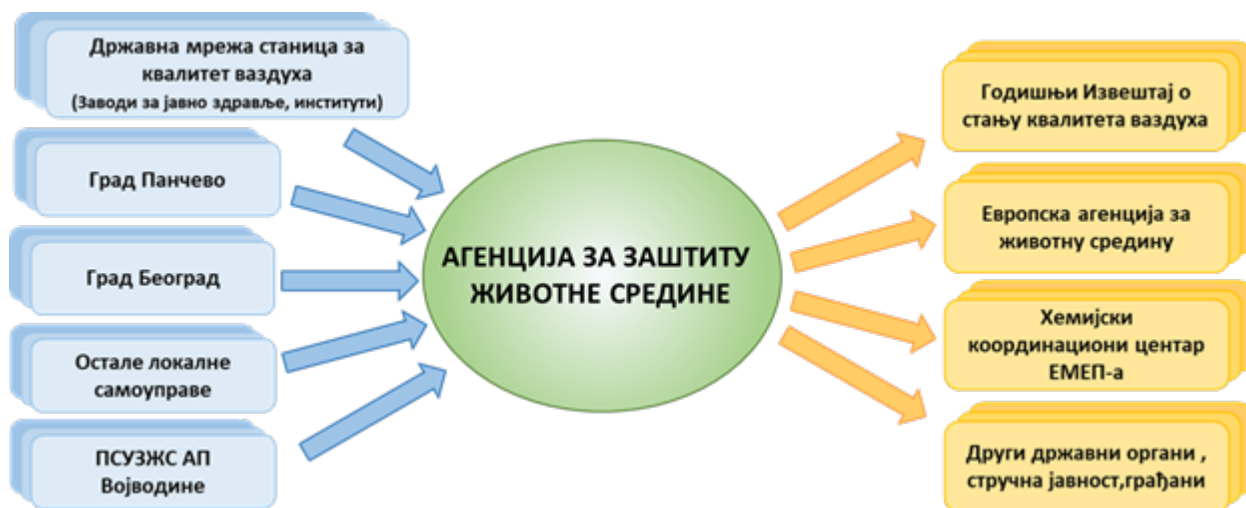 Државна мрежа станица за
квалитет ваздуха
(Заводи за јавно здравље, институти)
Град Панчево
Град Београд
Остале локалне
самоуправе
ПСУЗЖС АП
Војводине
АГЕНЦИЈА ЗА ЗАШТИТУ
ЖИВОТНЕ СРЕДИНЕ
Годишњи Извештај о
стању квалитета ваздуха
Европска агенција за
животну средину
Хемијски
координациони центар
ЕМЕП-а
Други државни органи ,
стручна јавност,грађани